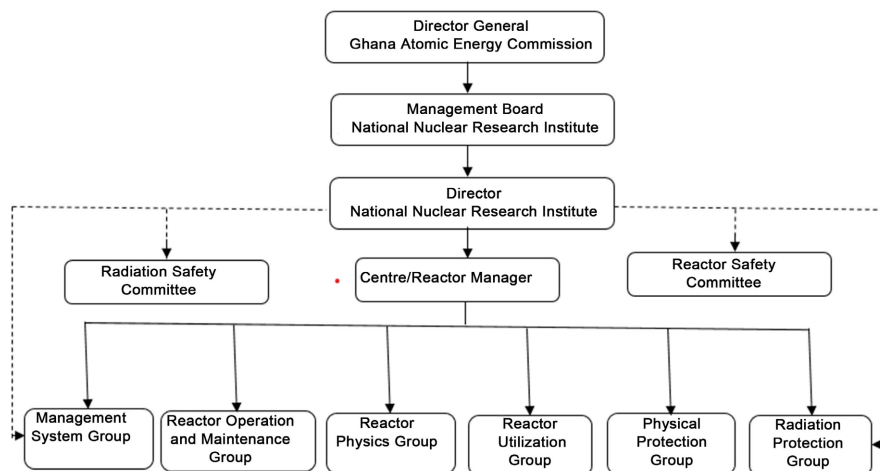 Director General
Ghana Atomic Energy Commission
Management Board
National Nuclear Research Institute
Director
National Nuclear Research Institute
Radiation Safety
Committee
Centre/Reactor Manager
Reactor Safety
Committee
Management
System Group
Reactor Operation
and Maintenance
Group
Reactor
Physics Group
Reactor
Utilization
Group
Physical
Protection
Group
Radiation
Protection
Group